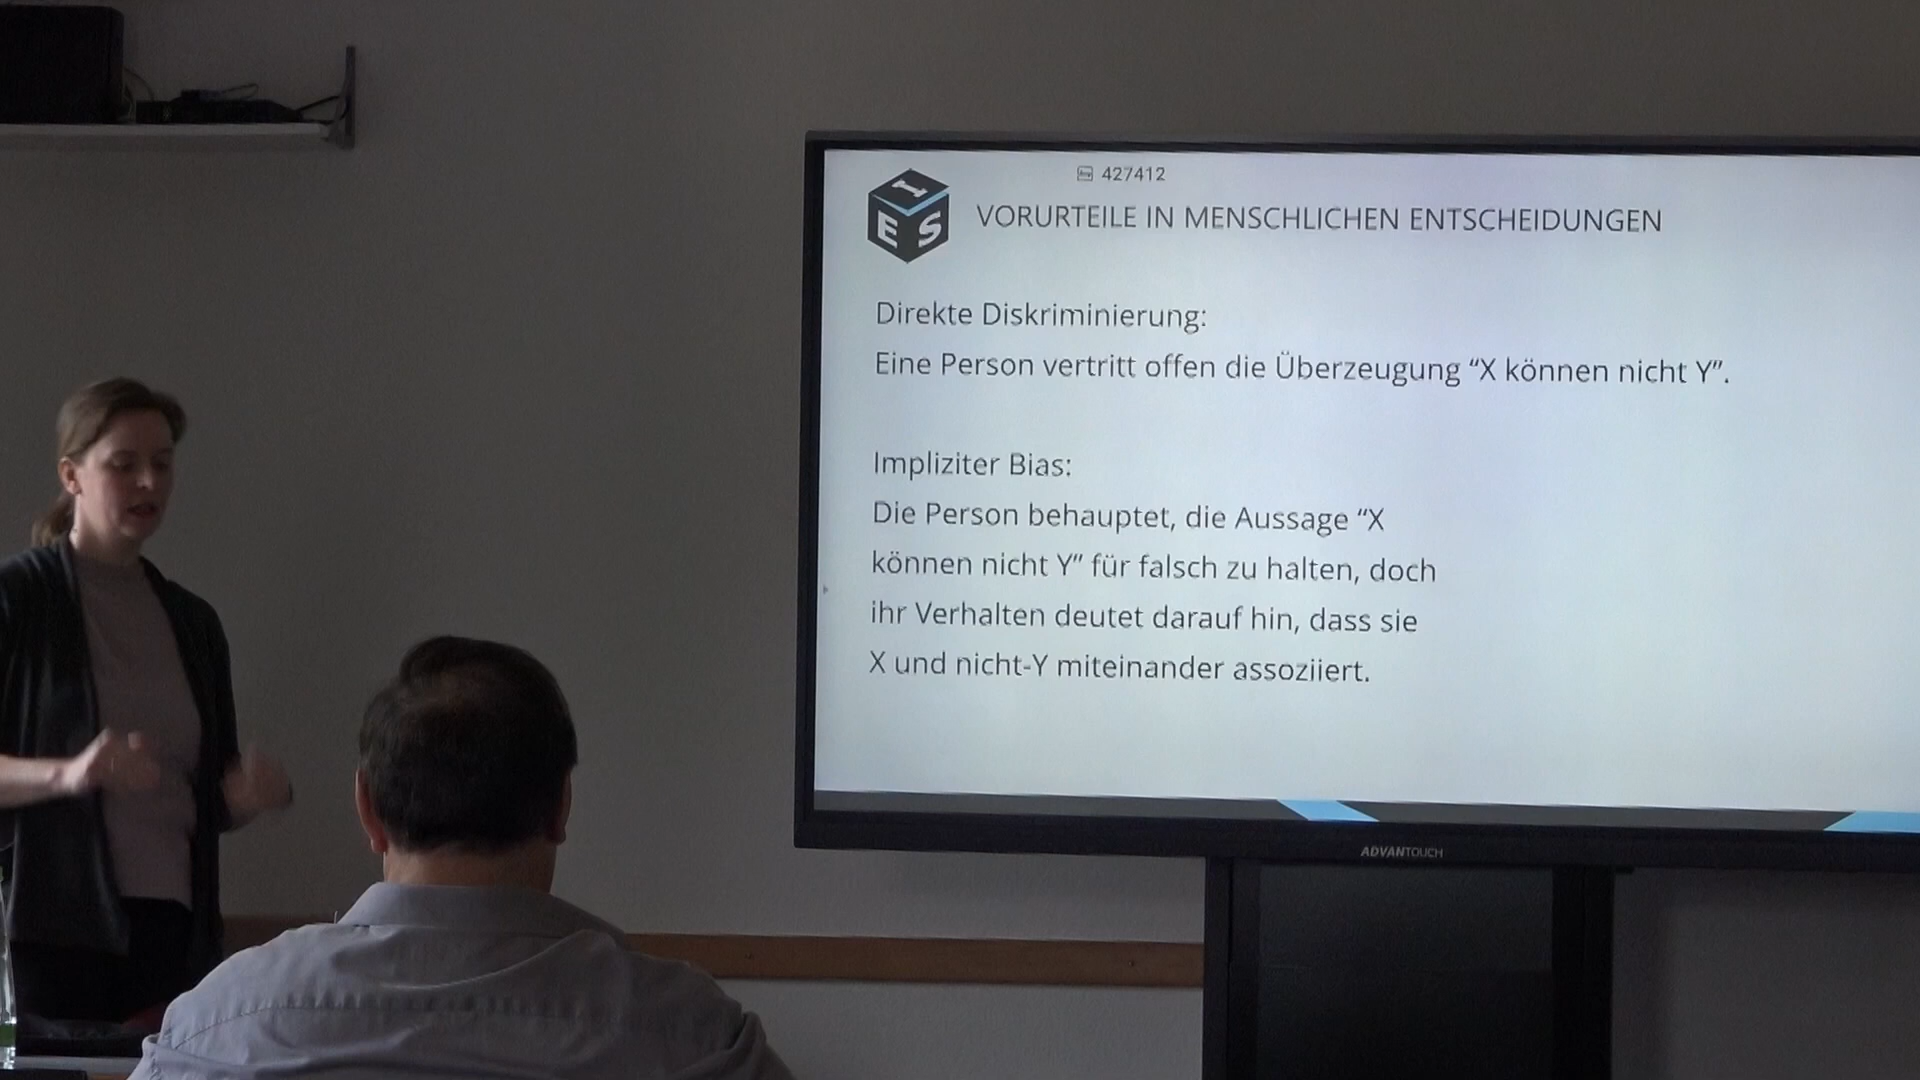 427412
I
E S
VORURTEILE IN MENSCHLICHEN ENTSCHEIDUNGEN
Direkte Diskriminierung:
Eine Person vertritt offen die Überzeugung “X können nicht Y”.
Impliziter Bias:
Die Person behauptet, die Aussage “X
können nicht Y” für falsch zu halten, doch
ihr Verhalten deutet darauf hin, dass sie
X und nicht-Y miteinander assoziiert.
ADVANTOUCH